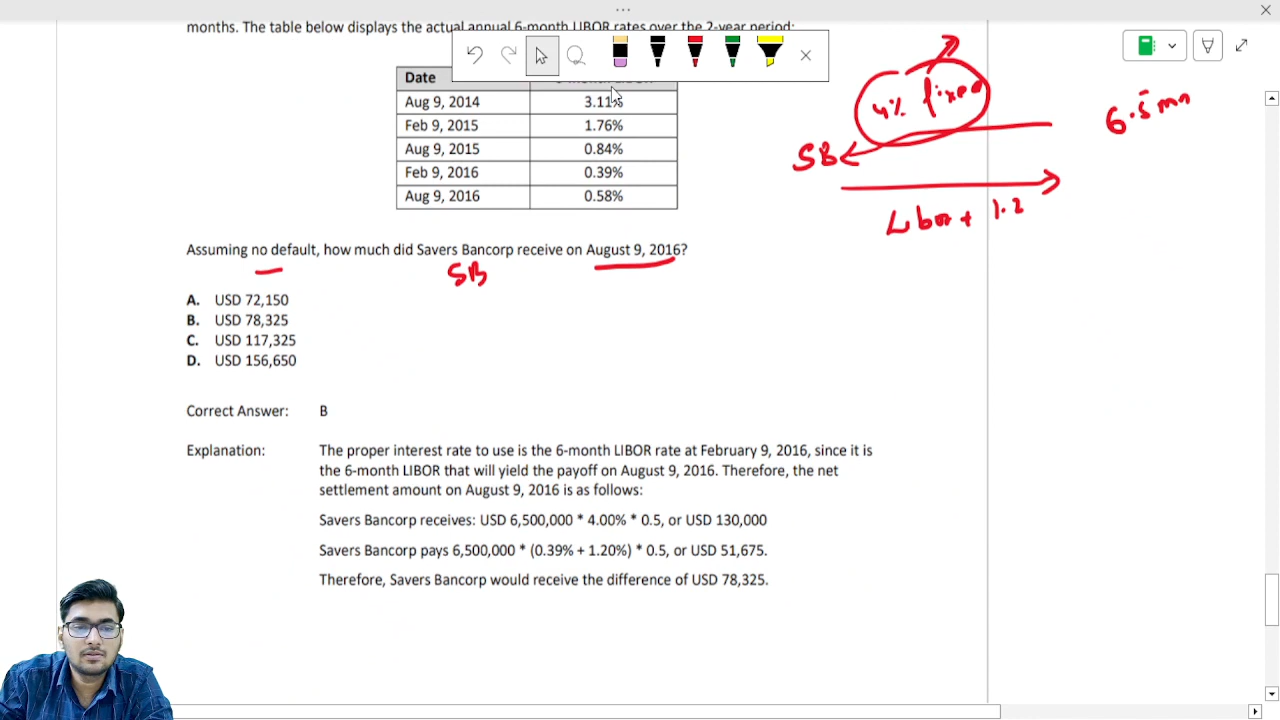 months. The table below displays the actual annual 6-month LIBOR rates over the 2-year period:
Date
Aug 9, 2014 3.11%
Feb 9, 2015 1.76%
Aug 9, 2015 0.84%
Feb 9, 2016 0.39%
Aug 9, 2016 0.58%
4% fixed
6.5 mn
SB
Libor + 1.2
Assuming no default, how much did Savers Bancorp receive on August 9, 2016?
SB
A. USD 72,150
B. USD 78,325
C. USD 117,325
D. USD 156,650
Correct Answer: B
Explanation: The proper interest rate to use is the 6-month LIBOR rate at February 9, 2016, since it is
the 6-month LIBOR that will yield the payoff on August 9, 2016. Therefore, the net
settlement amount on August 9, 2016 is as follows:
Savers Bancorp receives: USD 6,500,000 * 4.00% * 0.5, or USD 130,000
Savers Bancorp pays 6,500,000 * (0.39% + 1.20%) * 0.5, or USD 51,675.
Therefore, Savers Bancorp would receive the difference of USD 78,325.